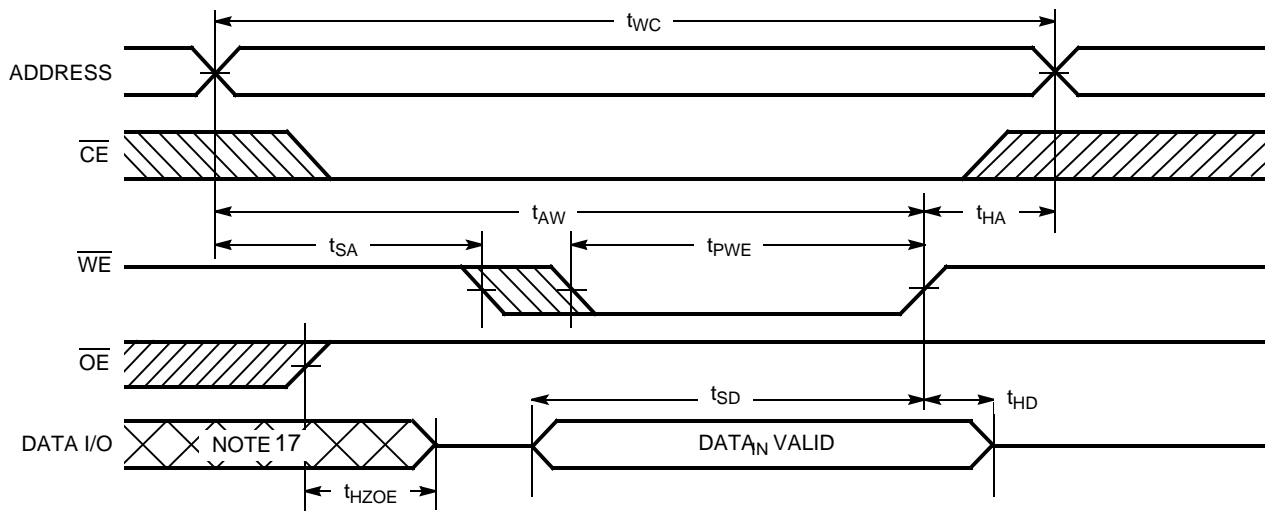 tWC
ADDRESS
CE
tAW
tHA
tSA
tPWE
WE
OE
tSD
tHD
DATA I/O
NOTE 17
DATAIN VALID
tHZOE